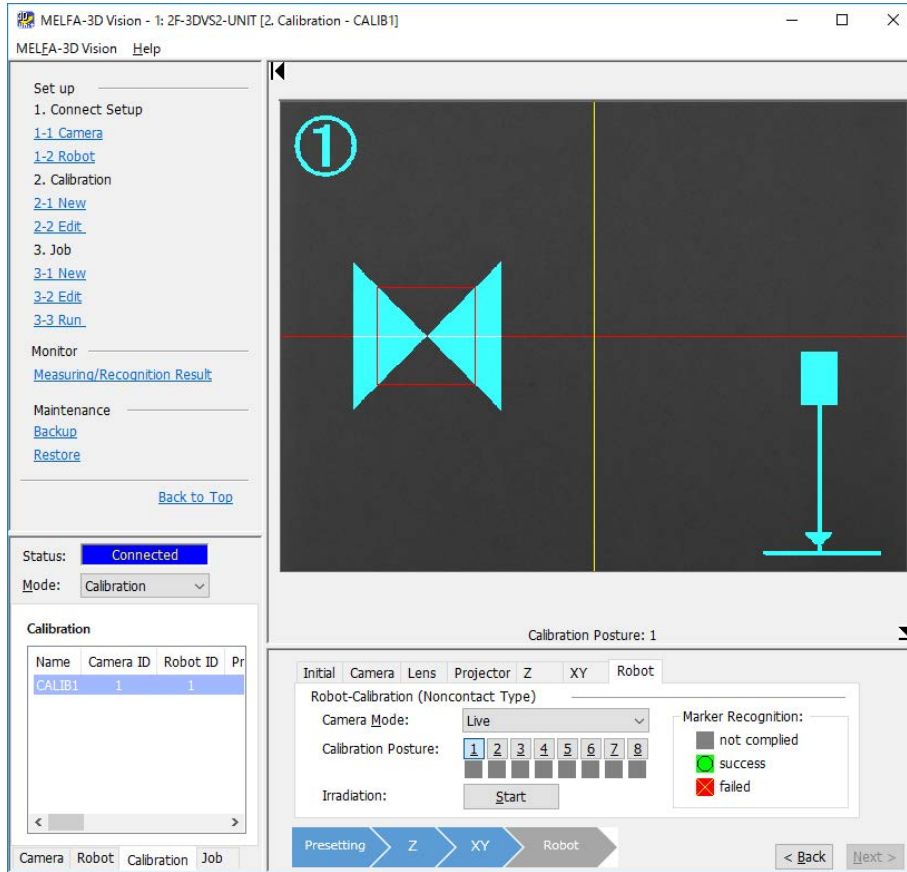 MELFA-3D Vision - 1: 2F-3DVS2-UNIT [2. Calibration - CALIB1]
MELFA-3D Vision Help
Set up
1. Connect Setup
1-1 Camera
1-2 Robot
2. Calibration
2-1 New
2-2 Edit
3. Job
3-1 New
3-2 Edit
3-3 Run
Monitor
Measuring/Recognition Result
Maintenance
Backup
Restore
Back to Top
Status: Connected
Mode: Calibration
Calibration
Name Camera ID Robot ID Pr
CALIB1 1 1
Camera Robot Calibration Job
①
Calibration Posture: 1
Initial Camera Lens Projector Z XY Robot
Robot-Calibration (Noncontact Type)
Camera Mode: Live
Calibration Posture: 1 2 3 4 5 6 7 8
Irradiation: Start
Marker Recognition:
not complied
success
failed
Presetting Z XY Robot
< Back Next >